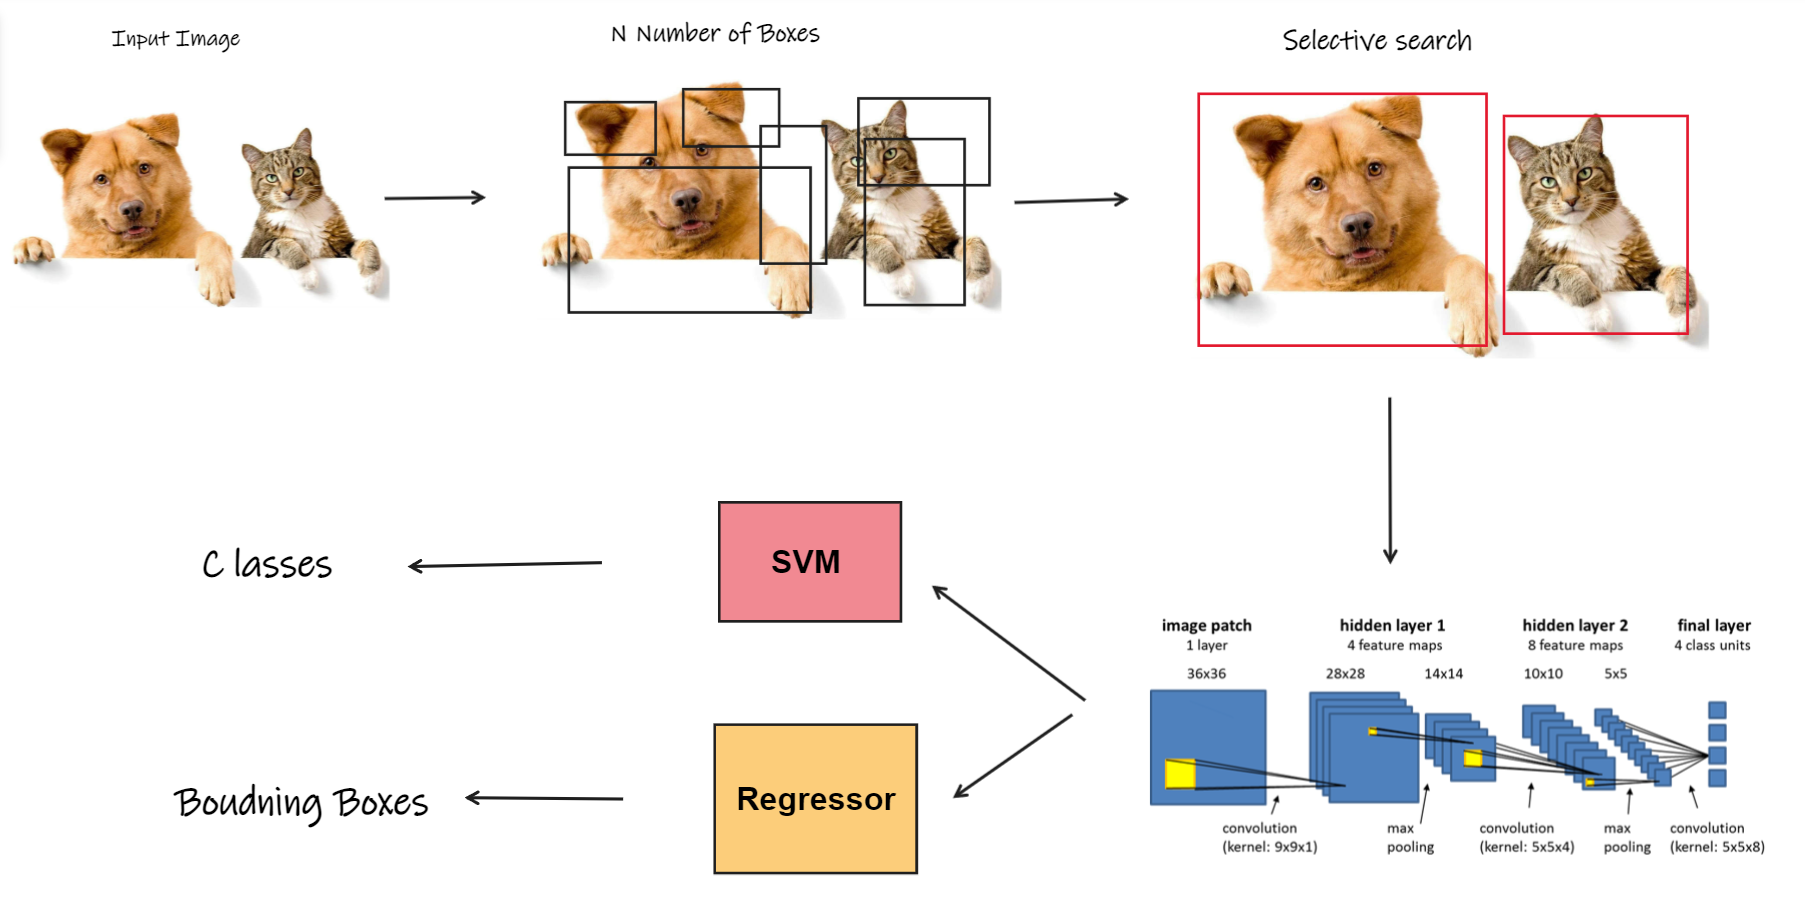 Input Image
N Number of Boxes
Selective search
C lasses
SVM
Boudning Boxes
Regressor
image patch
1 layer
36x36
hidden layer 1
4 feature maps
28x28
14x14
hidden layer 2
8 feature maps
10x10
5x5
final layer
4 class units
convolution
(kernel: 9x9x1)
max
pooling
convolution
(kernel: 5x5x4)
max
pooling
convolution
(kernel: 5x5x8)